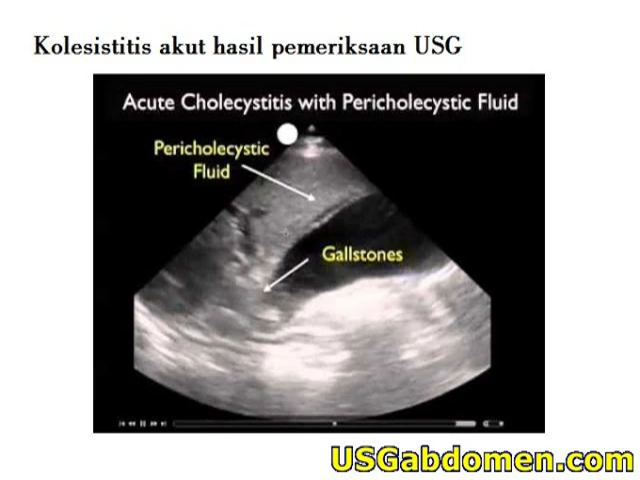 Kolesistitis akut hasil pemeriksaan USG
Acute Cholecystitis with Pericholecystic Fluid
Pericholecystic
Fluid
Gallstones
USGabdomen.com